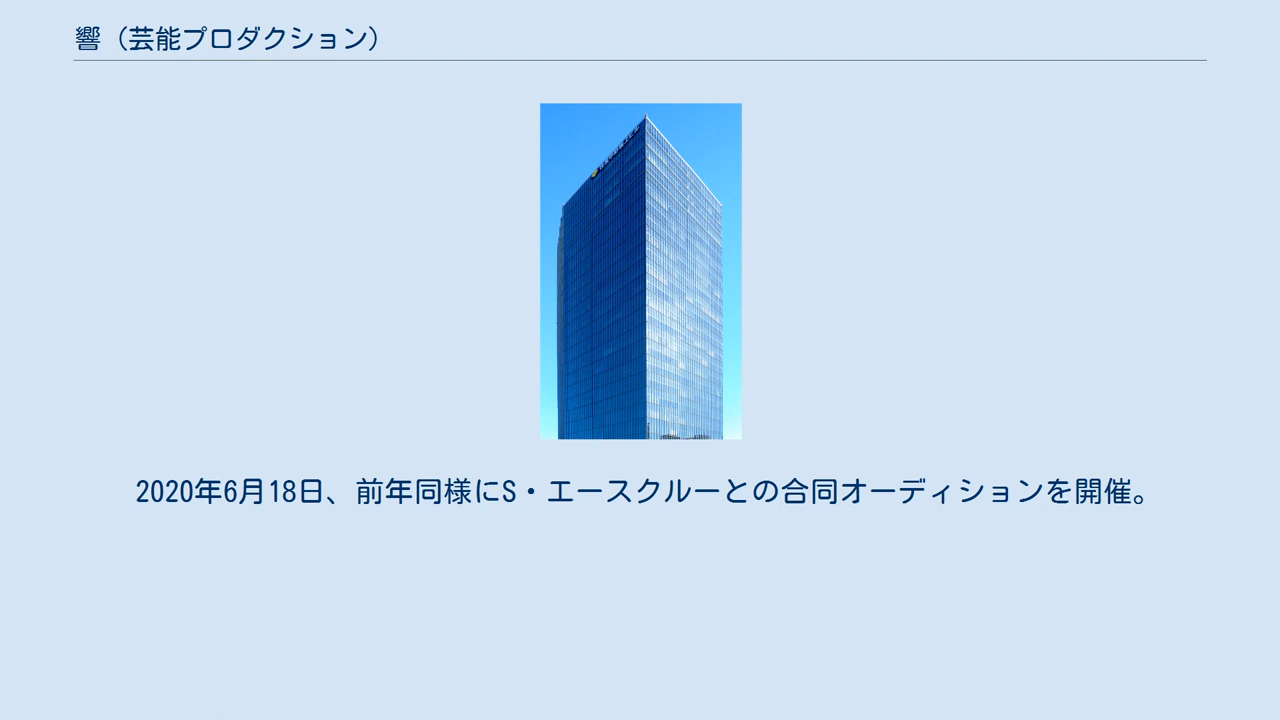 響（芸能プロダクション）
2020年6月18日、前年同様にS・エースクルーとの合同オーディションを開催。